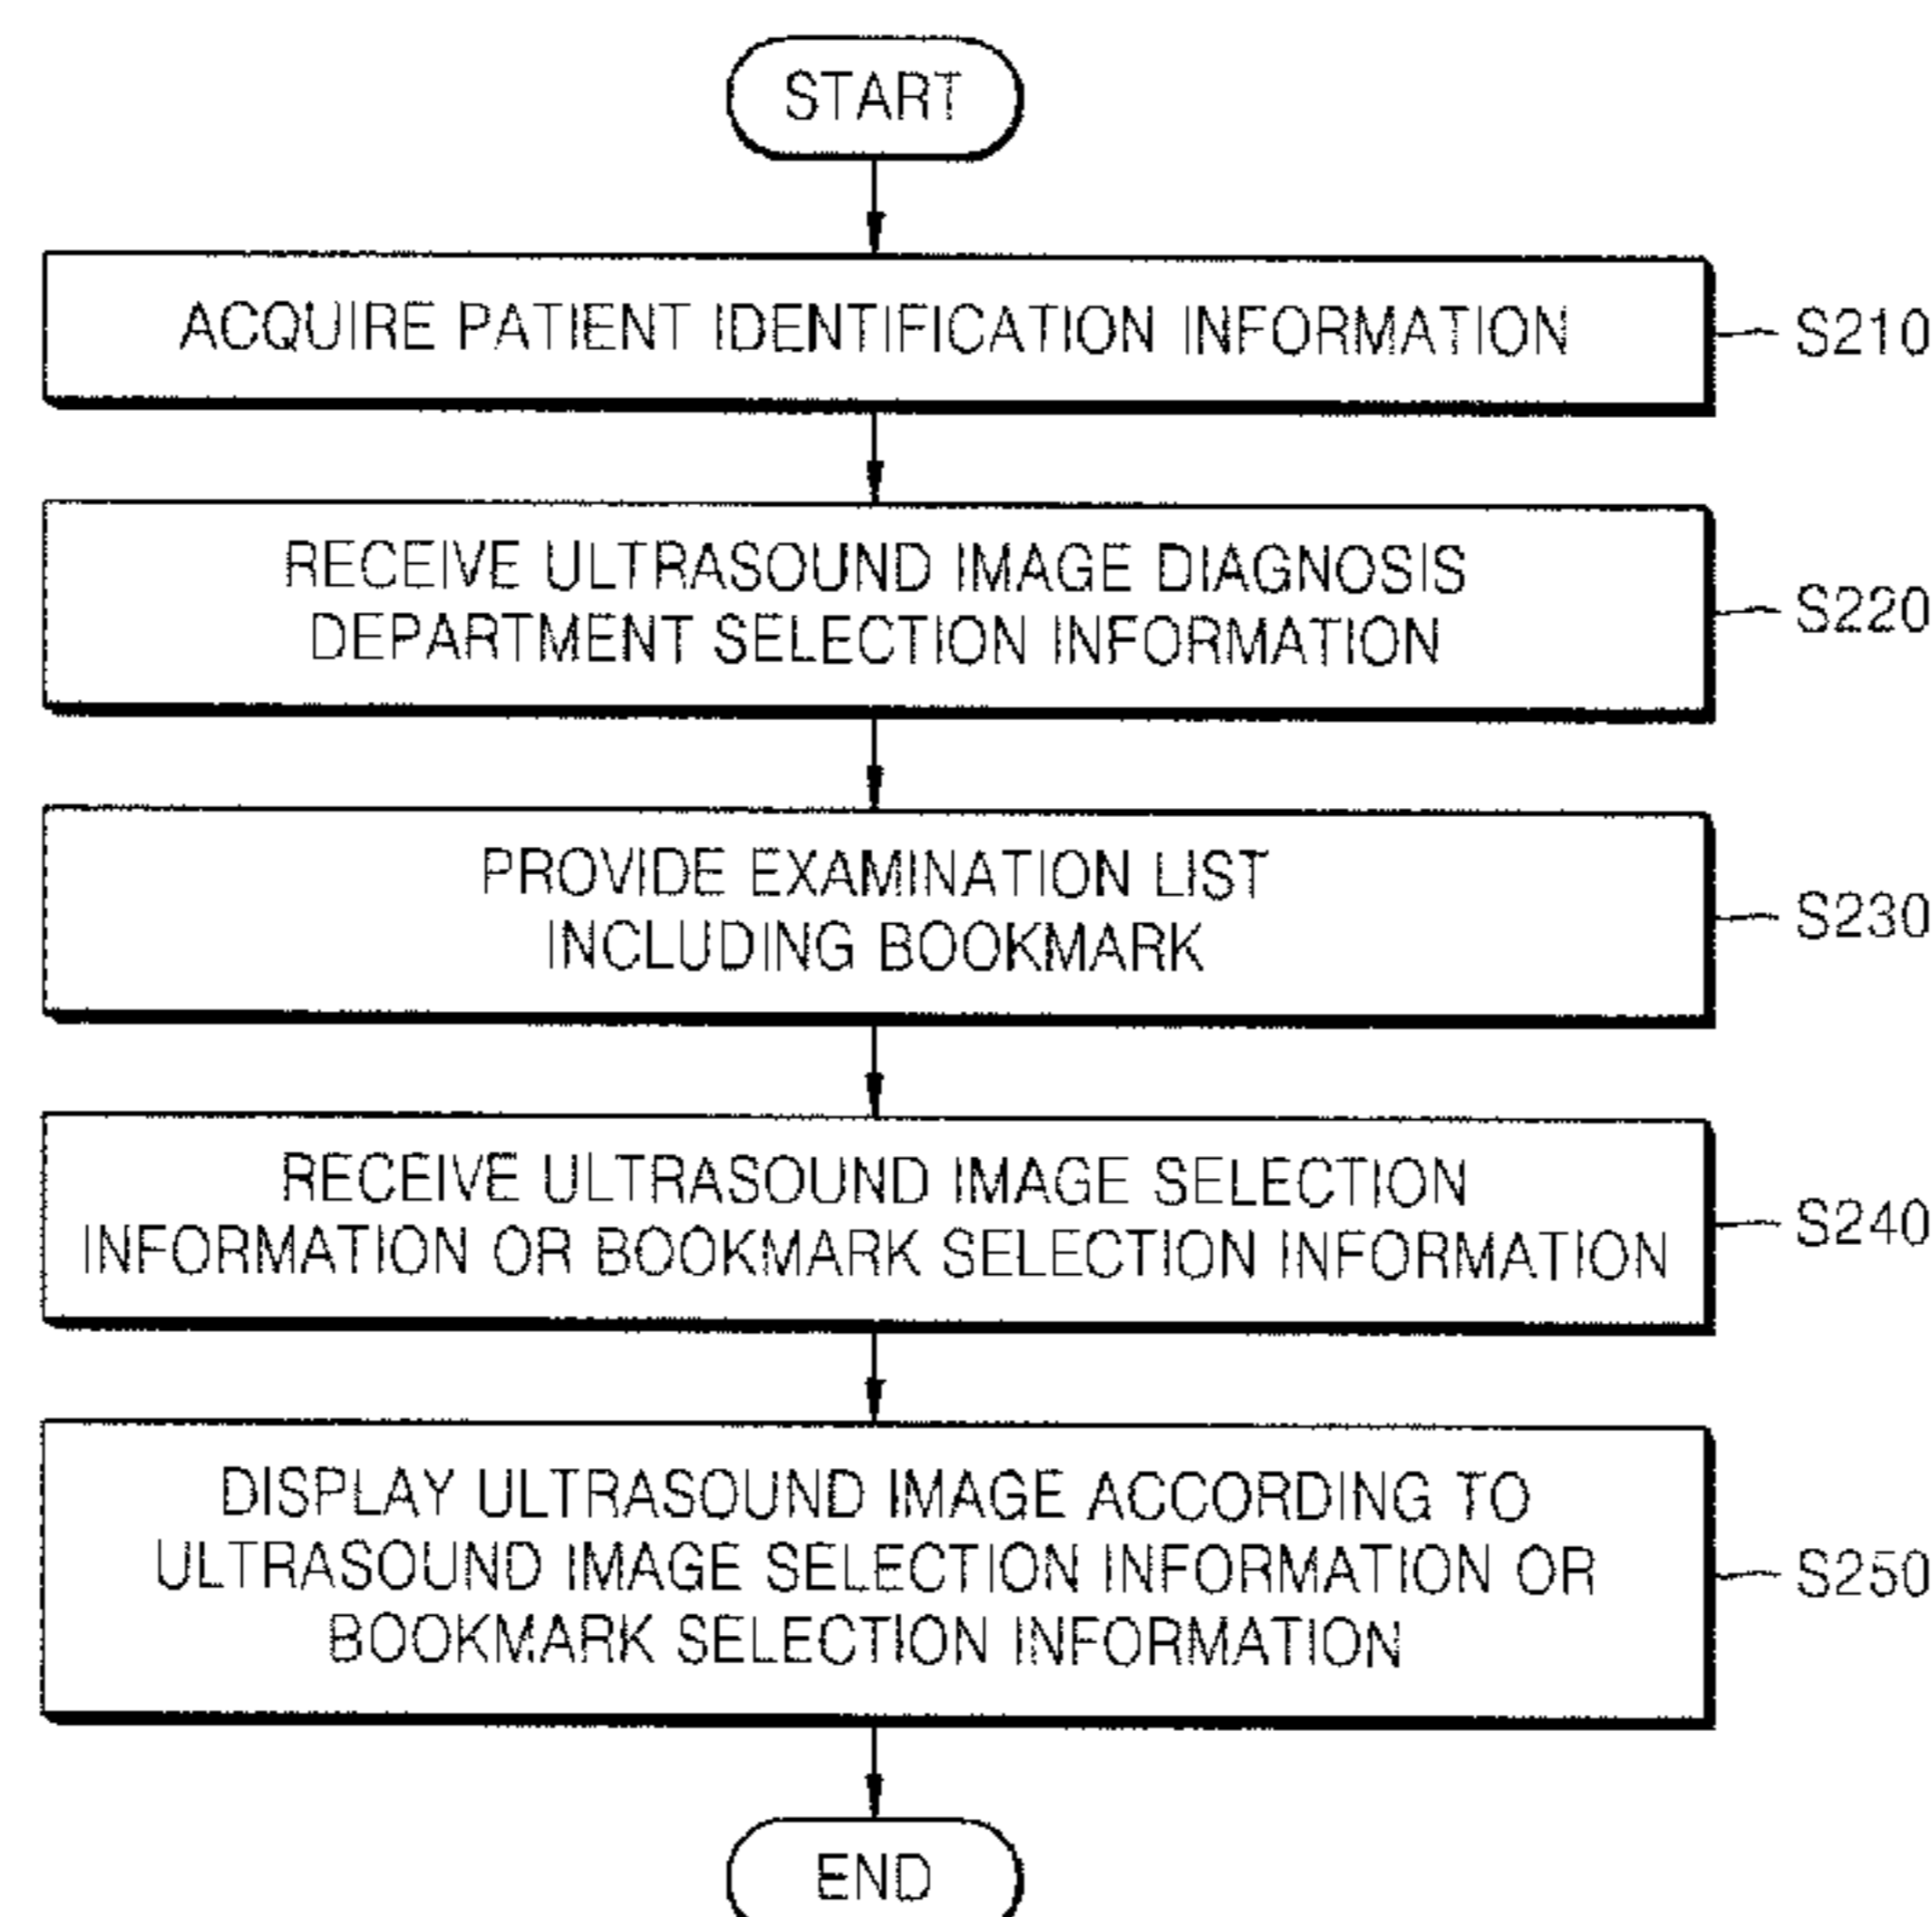 START
ACQUIRE PATIENT IDENTIFICATION INFORMATION
S210
RECEIVE ULTRASOUND IMAGE DIAGNOSIS
DEPARTMENT SELECTION INFORMATION
S220
PROVIDE EXAMINATION LIST
INCLUDING BOOKMARK
S230
RECEIVE ULTRASOUND IMAGE SELECTION
INFORMATION OR BOOKMARK SELECTION INFORMATION
S240
DISPLAY ULTRASOUND IMAGE ACCORDING TO
ULTRASOUND IMAGE SELECTION INFORMATION OR
BOOKMARK SELECTION INFORMATION
S250
END